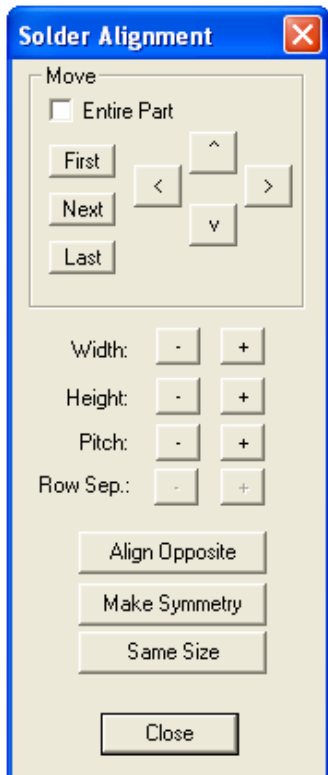 Solder Alignment
Move
Entire Part
First
^
<
>
Next
v
Last
Width: - +
Height: - +
Pitch: - +
Row Sep.: - +
Align Opposite
Make Symmetry
Same Size
Close